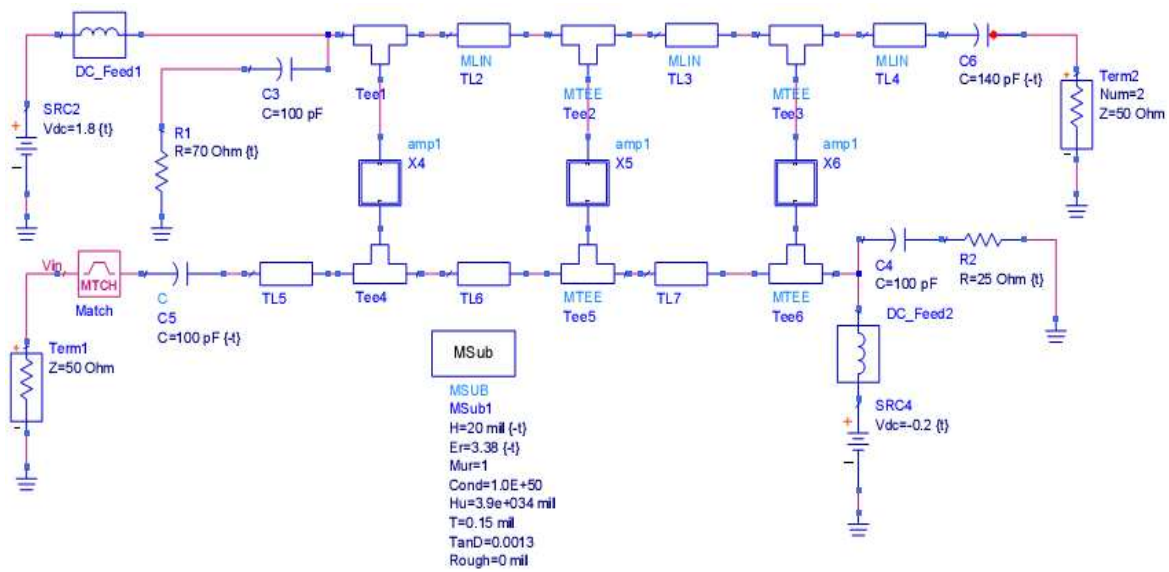 DC_Feed1
SRC2
Vdc=1.8 {t}
C3
C=100 pF
R1
R=70 Ohm {t}
Tee1
MLIN
TL2
MTEE
Tee2
MLIN
TL3
MTEE
Tee3
MLIN
TL4
C6
C=140 pF {-t}
Term2
Num=2
Z=50 Ohm
amp1
X4
amp1
X5
amp1
X6
Vin
MTCH
Match
C
C5
C=100 pF {-t}
TL5
Tee4
TL6
MTEE
Tee5
TL7
MTEE
Tee6
C4
C=100 pF
R2
R=25 Ohm {t}
DC_Feed2
SRC4
Vdc=-0.2 {t}
Term1
Z=50 Ohm
MSub
MSUB
MSub1
H=20 mil {-t}
Er=3.38 {-t}
Mur=1
Cond=1.0E+50
Hu=3.9e+034 mil
T=0.15 mil
TanD=0.0013
Rough=0 mil